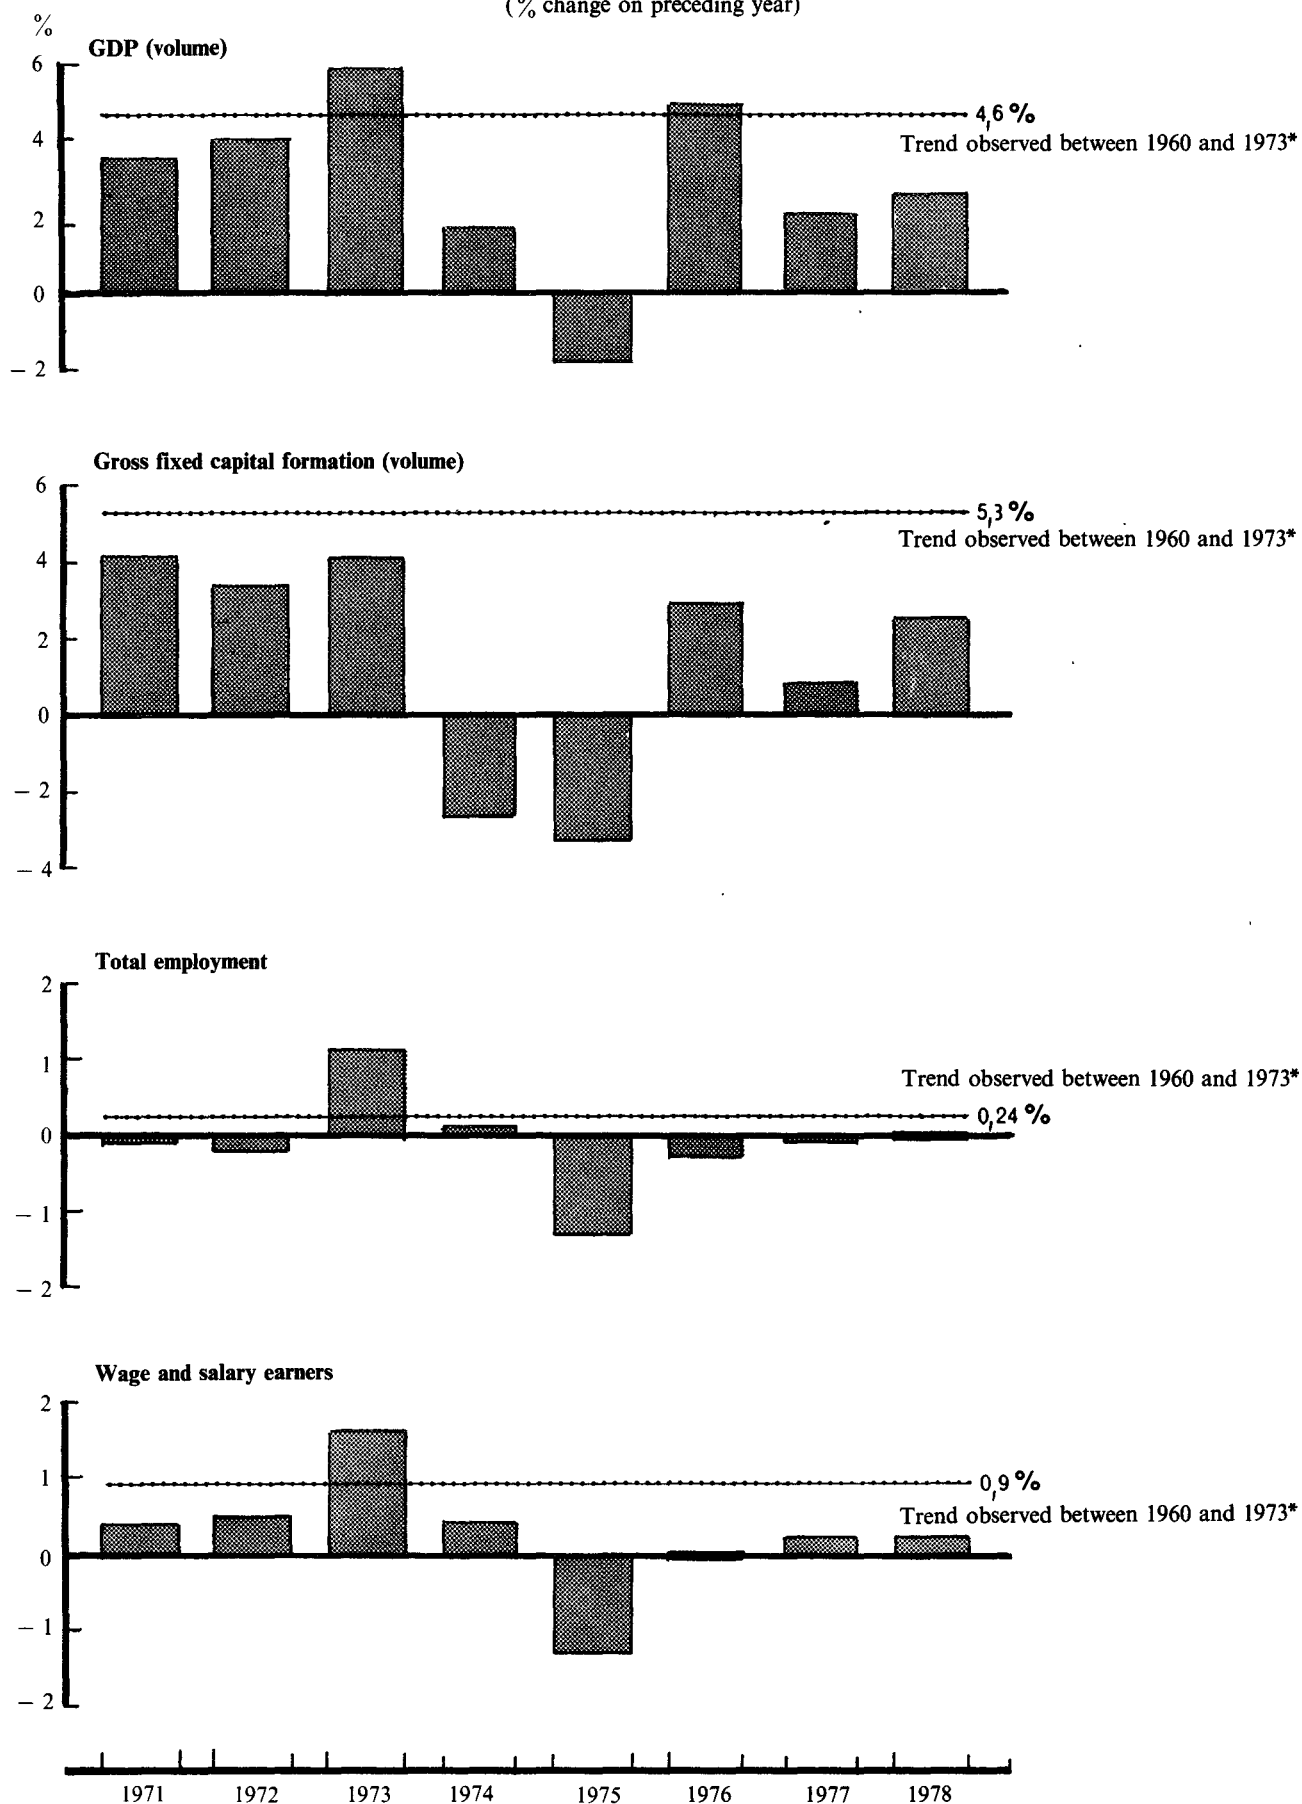 (% change on preceding year)
%
GDP (volume)
6
4
2
0
– 2
4,6 %
Trend observed between 1960 and 1973*
Gross fixed capital formation (volume)
6
4
2
0
– 2
– 4
5,3 %
Trend observed between 1960 and 1973*
Total employment
2
1
0
– 1
– 2
Trend observed between 1960 and 1973*
0,24 %
Wage and salary earners
2
1
0
– 1
– 2
0,9 %
Trend observed between 1960 and 1973*
1971 1972 1973 1974 1975 1976 1977 1978